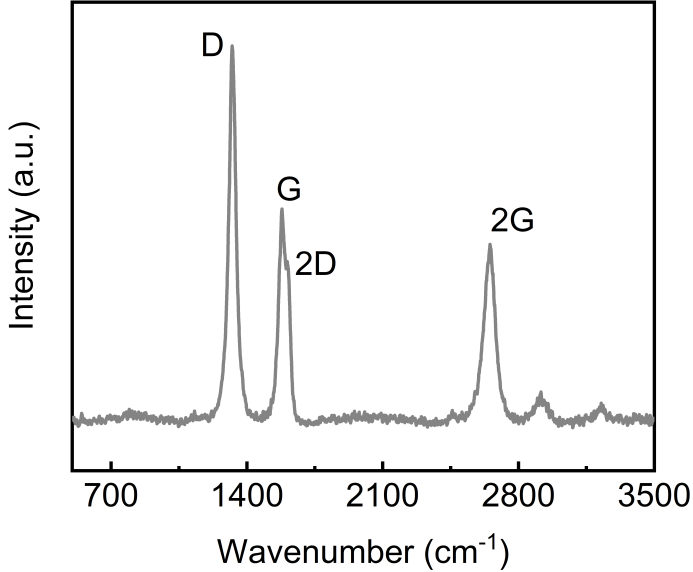 D
G
2D
2G
Intensity (a.u.)
700 1400 2100 2800 3500
Wavenumber (cm-1)